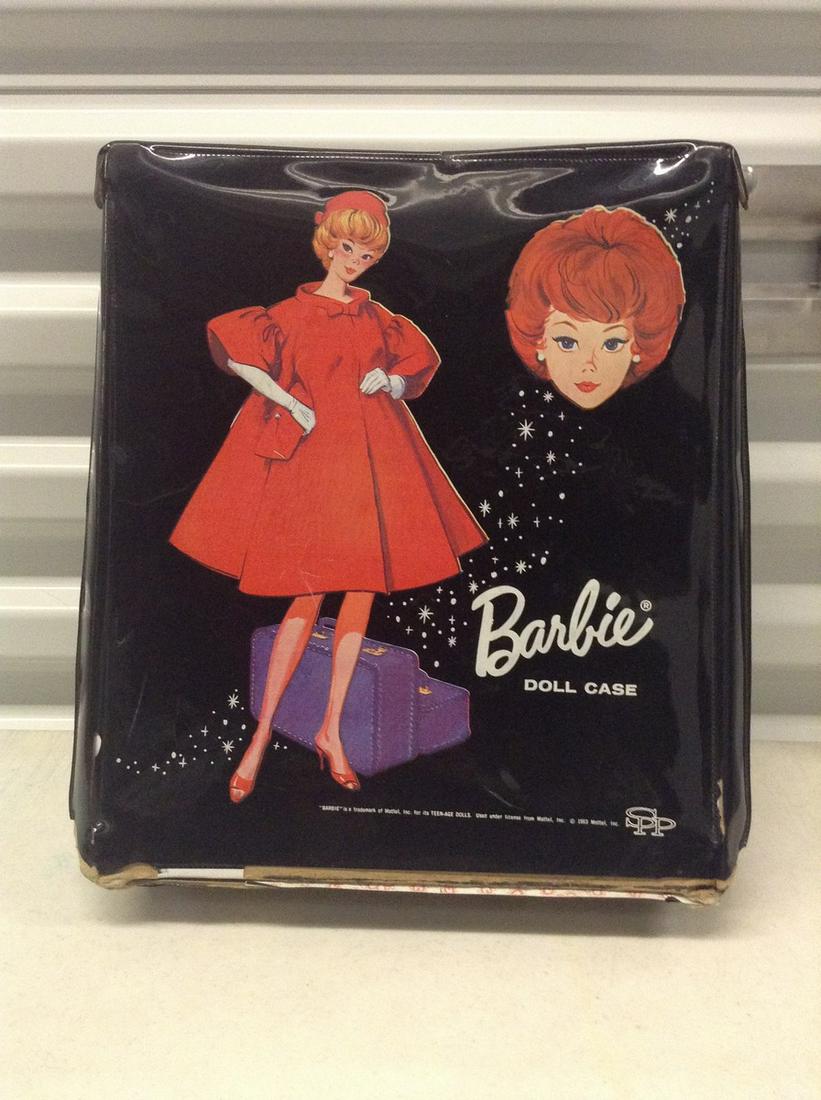 Barbie®
DOLL CASE
"BARBIE" is a trademark of Mattel, Inc. for its TEEN-AGE DOLLS. Used under license from Mattel, Inc. © 1963 Mattel, Inc.
SPP